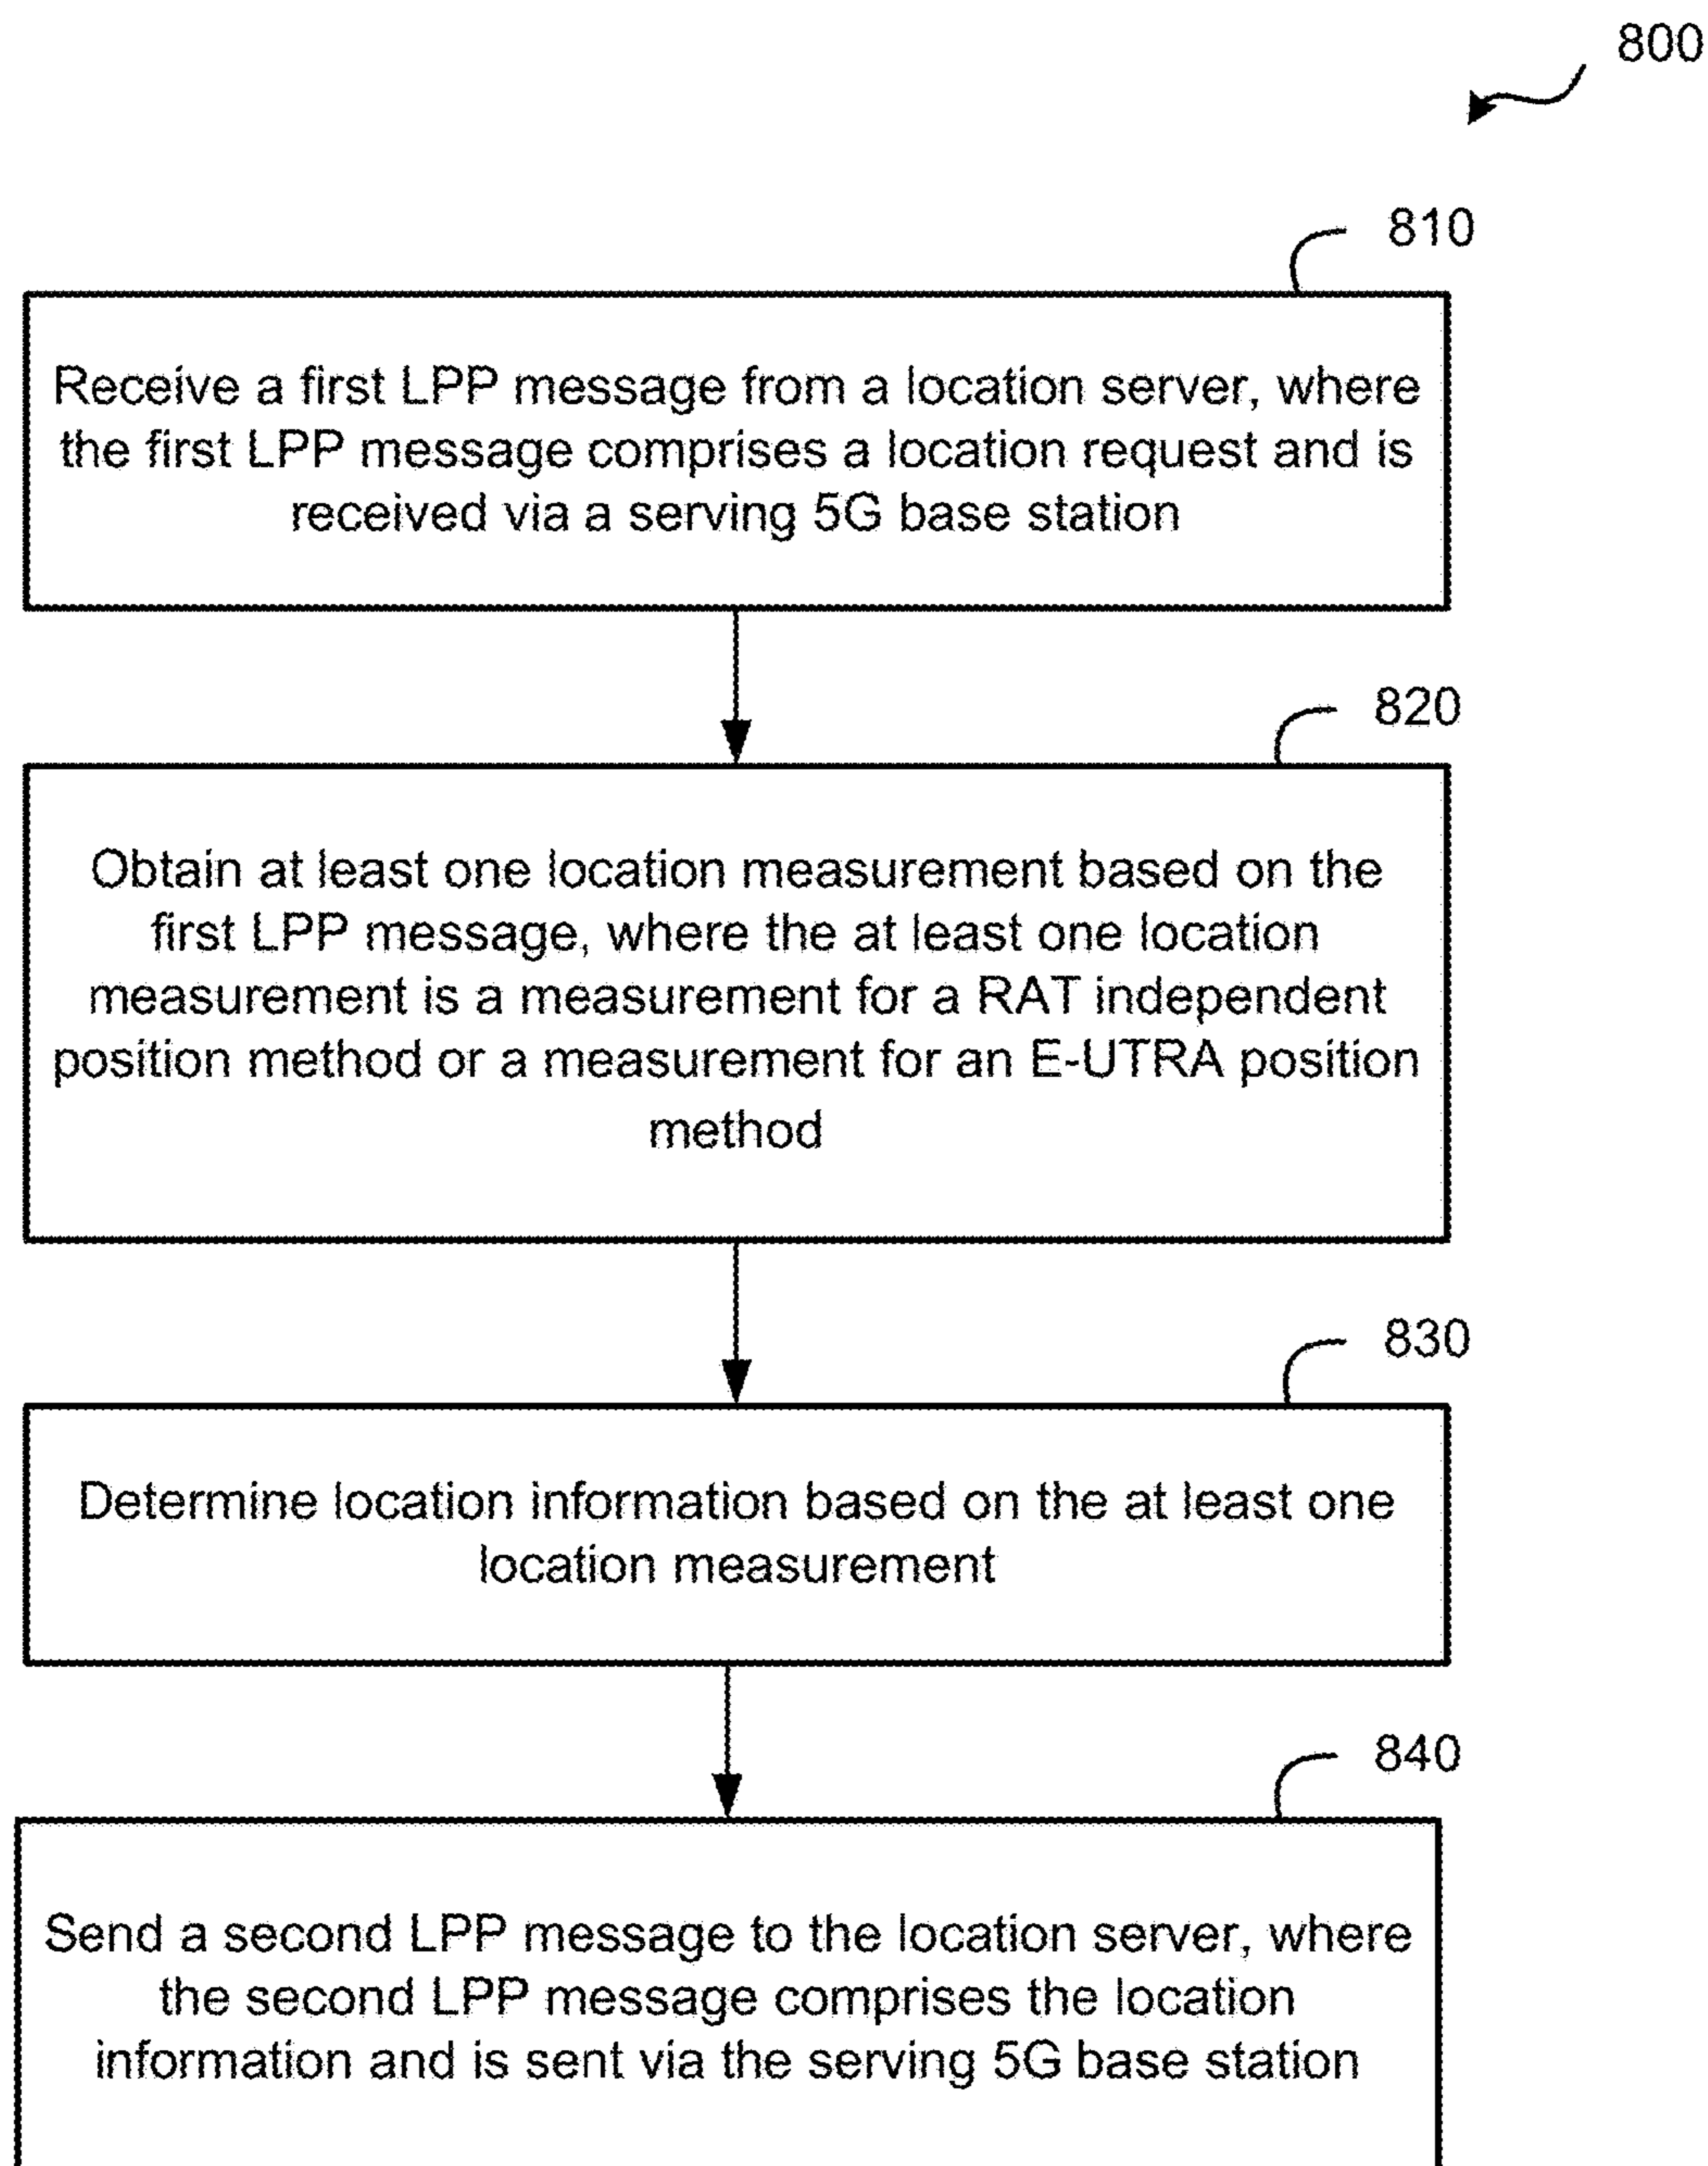 800
810
Receive a first LPP message from a location server, where
the first LPP message comprises a location request and is
received via a serving 5G base station
820
Obtain at least one location measurement based on the
first LPP message, where the at least one location
measurement is a measurement for a RAT independent
position method or a measurement for an E-UTRA position
method
830
Determine location information based on the at least one
location measurement
840
Send a second LPP message to the location server, where
the second LPP message comprises the location
information and is sent via the serving 5G base station